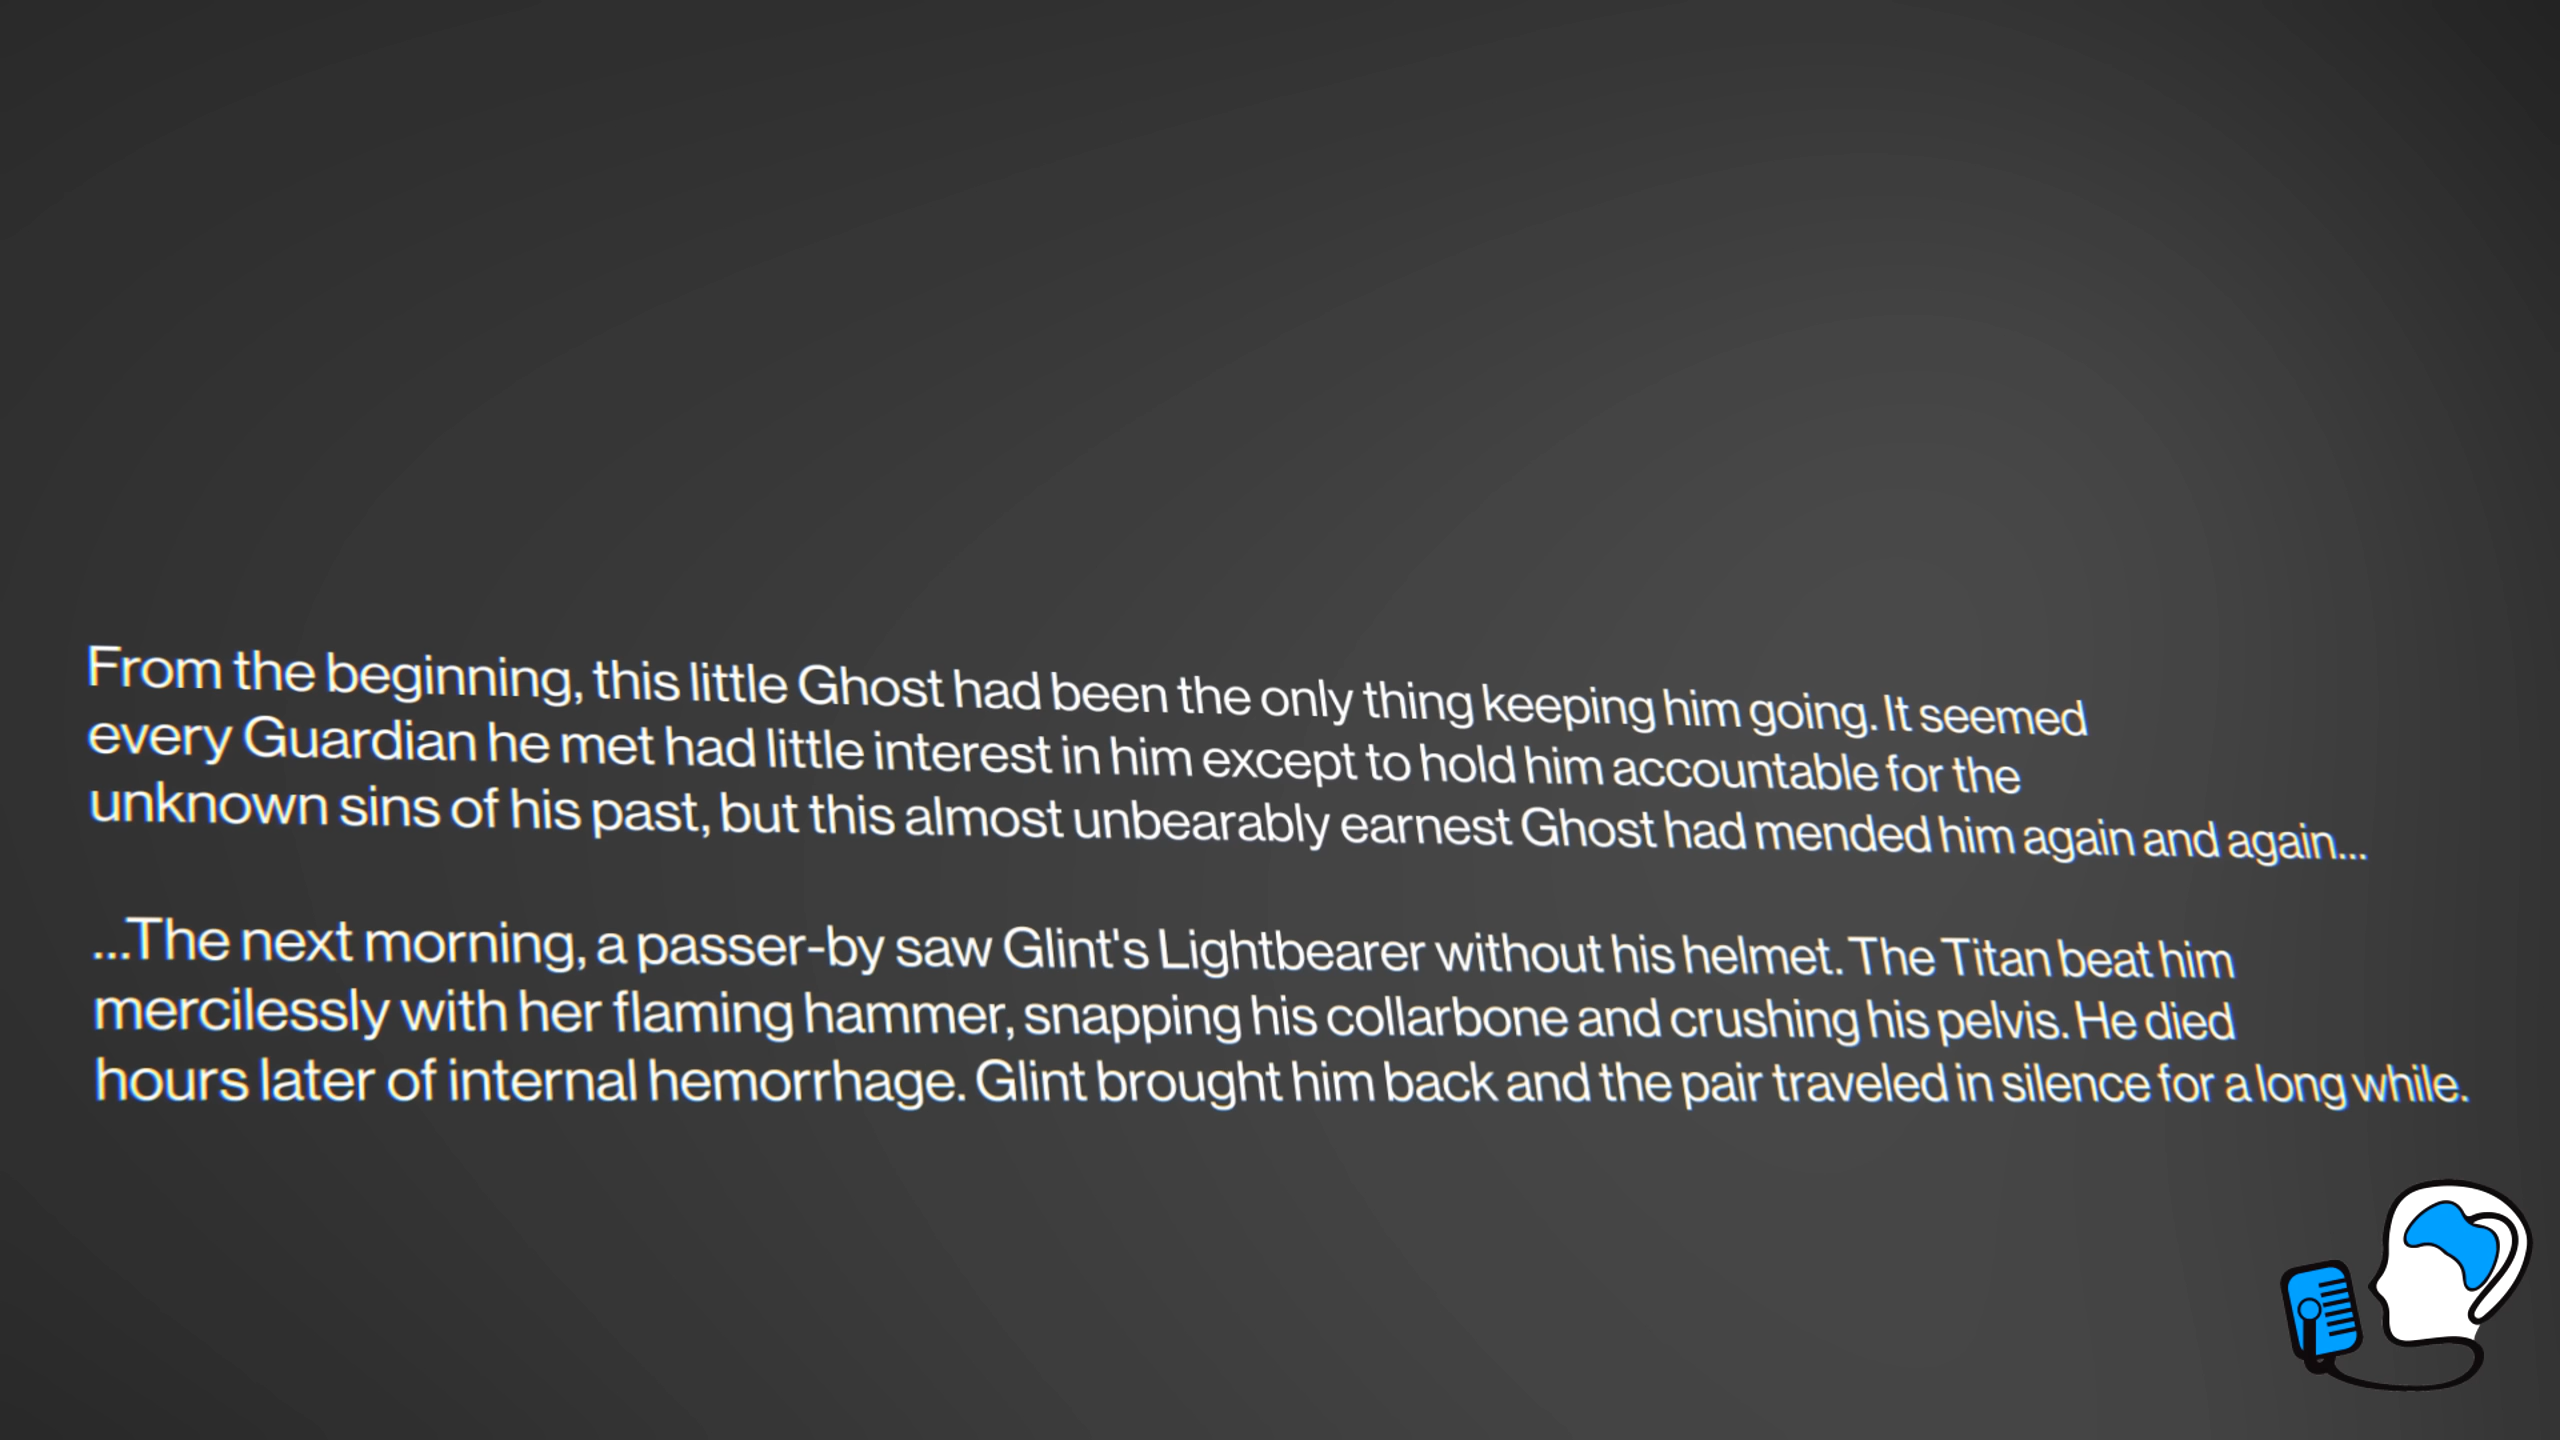 From the beginning, this little Ghost had been the only thing keeping him going. It seemed
every Guardian he met had little interest in him except to hold him accountable for the
unknown sins of his past, but this almost unbearably earnest Ghost had mended him again and again...
...The next morning, a passer-by saw Glint's Lightbearer without his helmet. The Titan beat him
mercilessly with her flaming hammer, snapping his collarbone and crushing his pelvis. He died
hours later of internal hemorrhage. Glint brought him back and the pair traveled in silence for a long while.